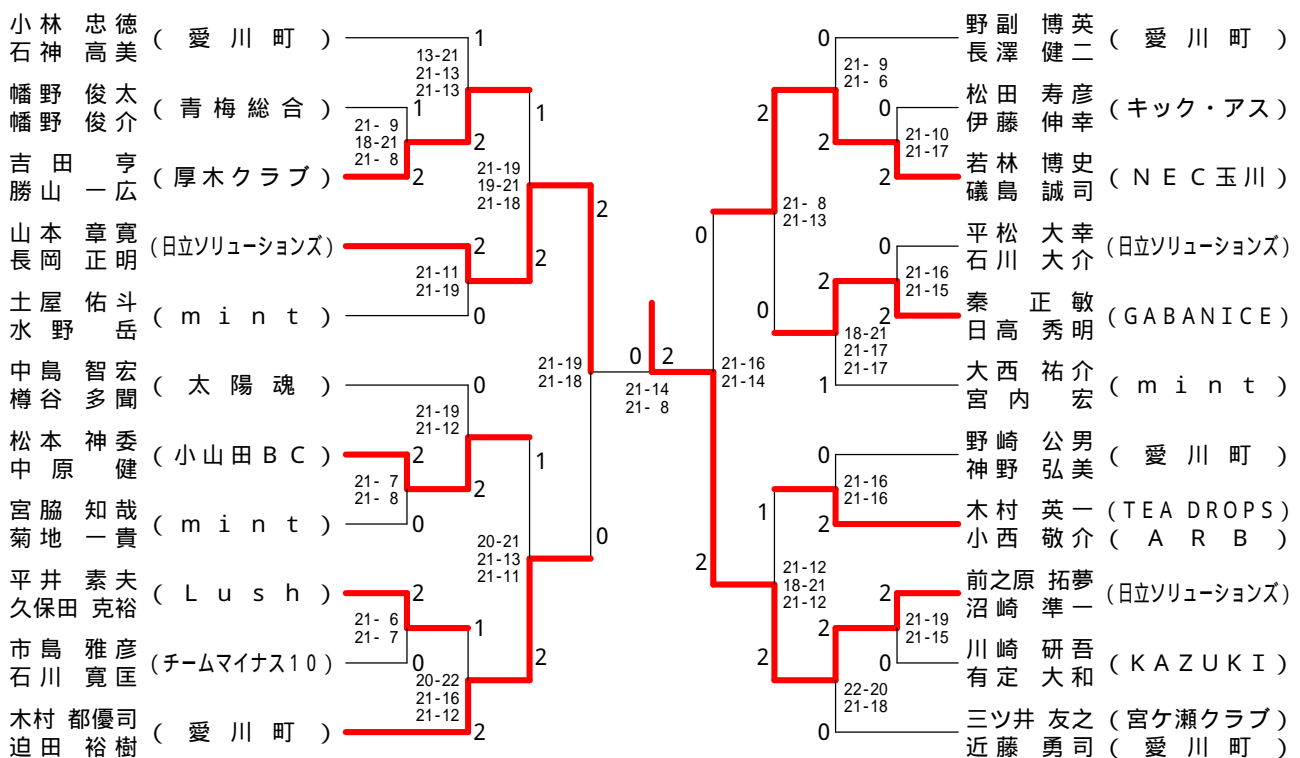 小林 忠徳
石神 高美
( 愛川町 )
幡野 俊太
幡野 俊介
( 青梅総合 )
吉田 亨
勝山 一広
( 厚木クラブ )
山本 章寛
長岡 正明
(日立ソリューションズ)
土屋 佑斗
水野 岳
( mint )
中島 智宏
樽谷 多聞
( 太陽魂 )
松本 神委
中原 健
( 小山田BC )
宮脇 知哉
菊地 一貴
( mint )
平井 素夫
久保田 克裕
( Lush )
市島 雅彦
石川 寛匡
(チームマイナス10)
木村 都優司
迫田 裕樹
( 愛川町 )
1
13-21
21-13
21-13
1
21- 9
18-21
21- 8
2
2
1
21-19
19-21
21-18
2
2
21-11
21-19
0
2
0
21-19
21-12
2
21- 7
21- 8
0
2
1
20-21
21-13
21-11
2
21- 6
21- 7
0
1
20-22
21-16
21-12
2
2
0
21-19
21-18
0
2
21-14
21- 8
0
21-16
21-14
2
2
21- 8
21-13
0
0
21- 9
21- 6
2
0
21-10
21-17
2
0
21-16
21-15
2
2
18-21
21-17
21-17
1
1
21-12
18-21
21-12
2
0
21-16
21-16
2
2
21-19
21-15
0
2
22-20
21-18
0
野副 博英
長澤 健二
( 愛川町 )
松田 寿彦
伊藤 伸幸
(キック・アス)
若林 博史
礒島 誠司
( NEC玉川 )
平松 大幸
石川 大介
(日立ソリューションズ)
秦 正敏
日高 秀明
(GABANICE)
大西 祐介
宮内 宏
( mint )
野崎 公男
神野 弘美
( 愛川町 )
木村 英一 (TEA DROPS)
小西 敬介 ( ARB )
前之原 拓夢
沼崎 準一
(日立ソリューションズ)
川崎 研吾
有定 大和
( KAZUKI )
三ツ井 友之 (宮ケ瀬クラブ)
近藤 勇司 ( 愛川町 )